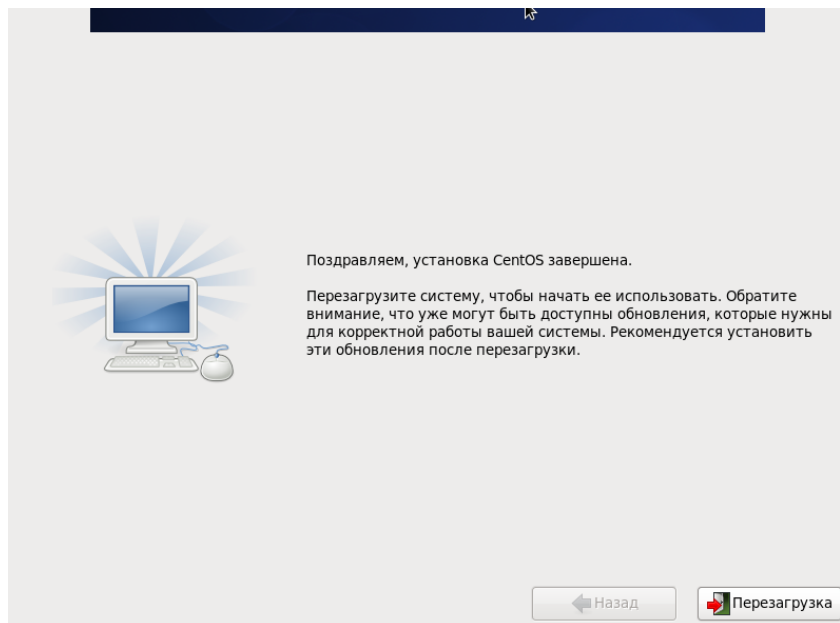 Поздравляем, установка CentOS завершена.
Перезагрузите систему, чтобы начать ее использовать. Обратите
внимание, что уже могут быть доступны обновления, которые нужны
для корректной работы вашей системы. Рекомендуется установить
эти обновления после перезагрузки.
Назад
Перезагрузка